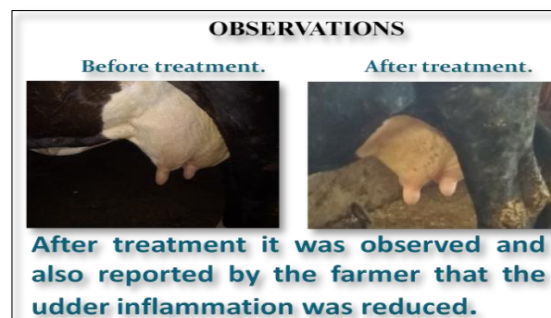 OBSERVATIONS
Before treatment. After treatment.
After treatment it was observed and
also reported by the farmer that the
udder inflammation was reduced.